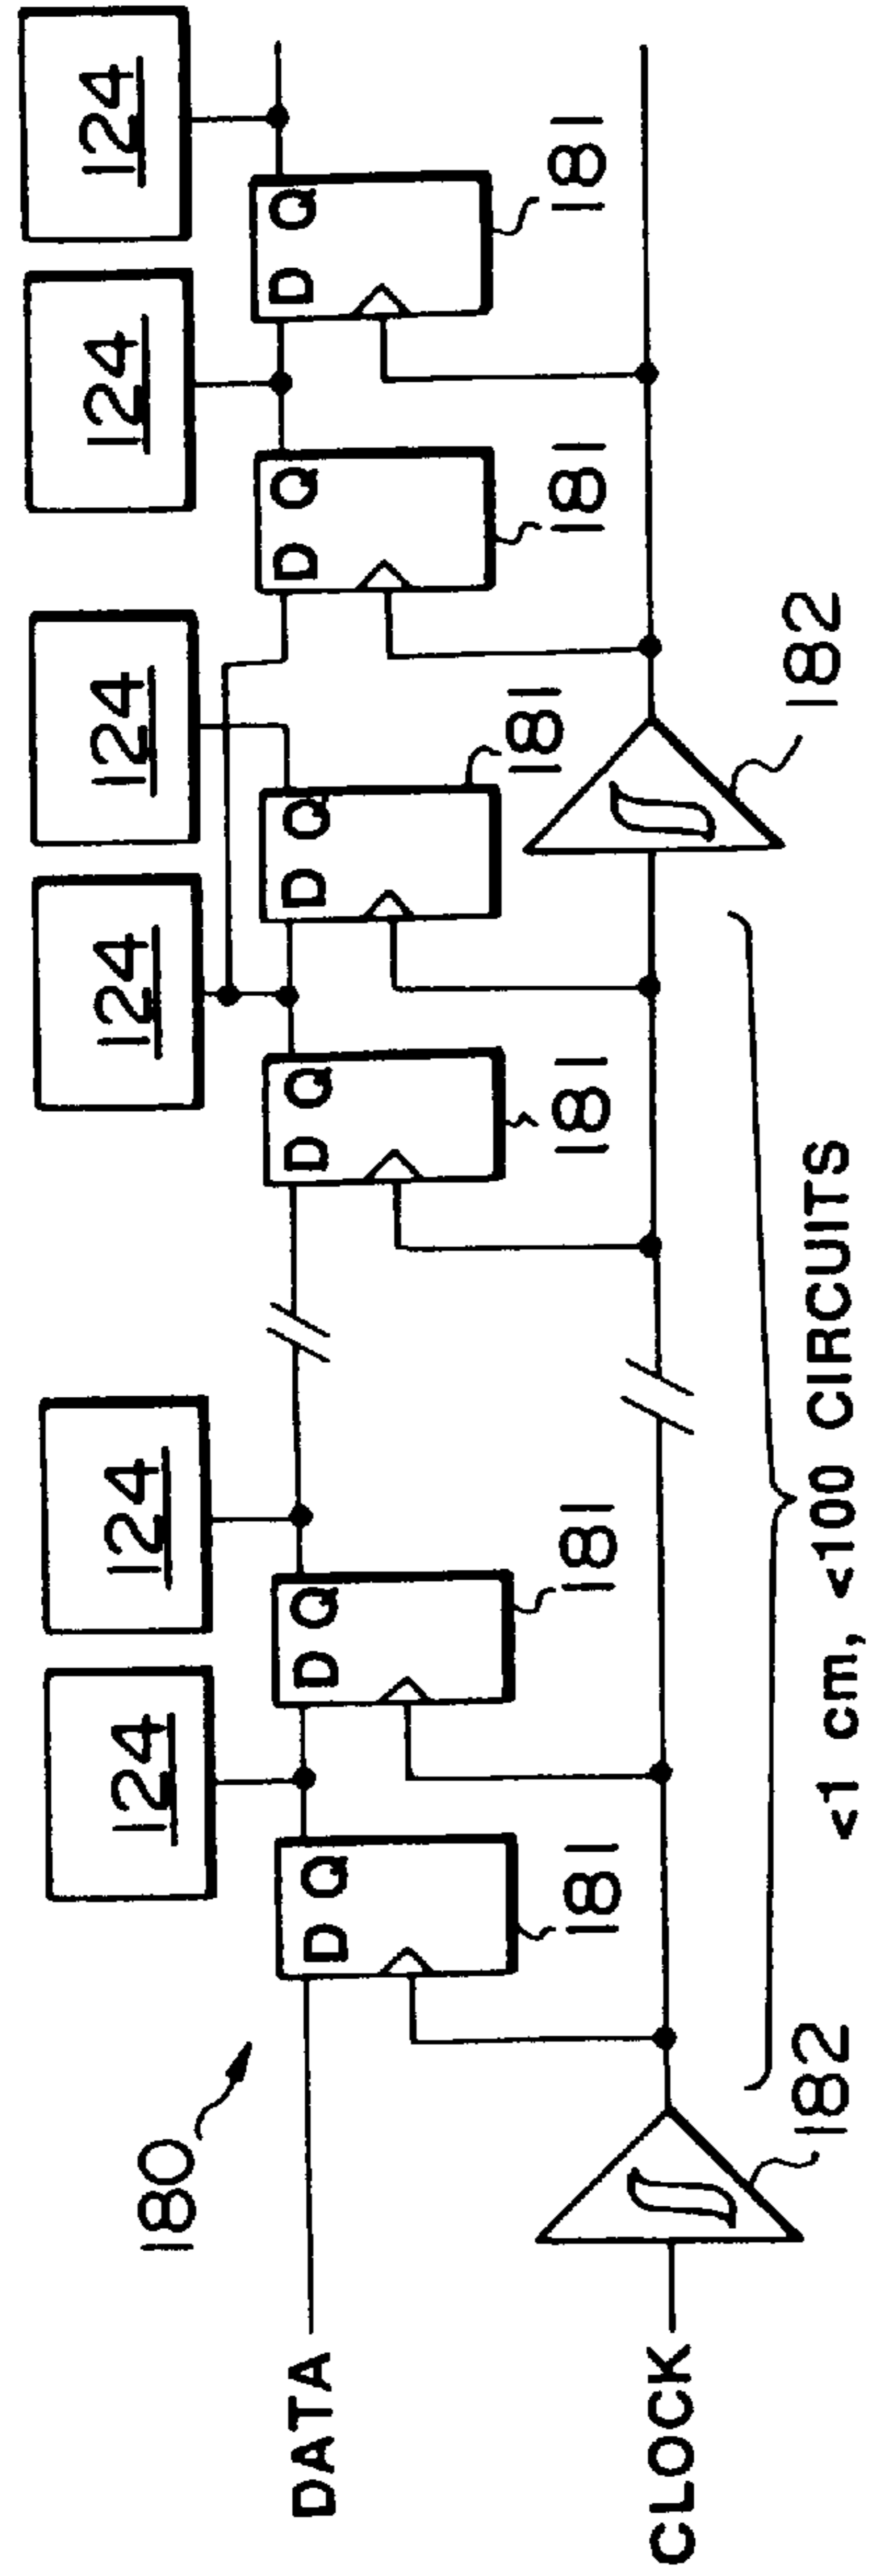 124 124 124 124 124 124
180
DATA
D Q D Q D Q D Q D Q D Q
181 181 181 181 181 181
CLOCK
182 182
<1 cm, <100 CIRCUITS